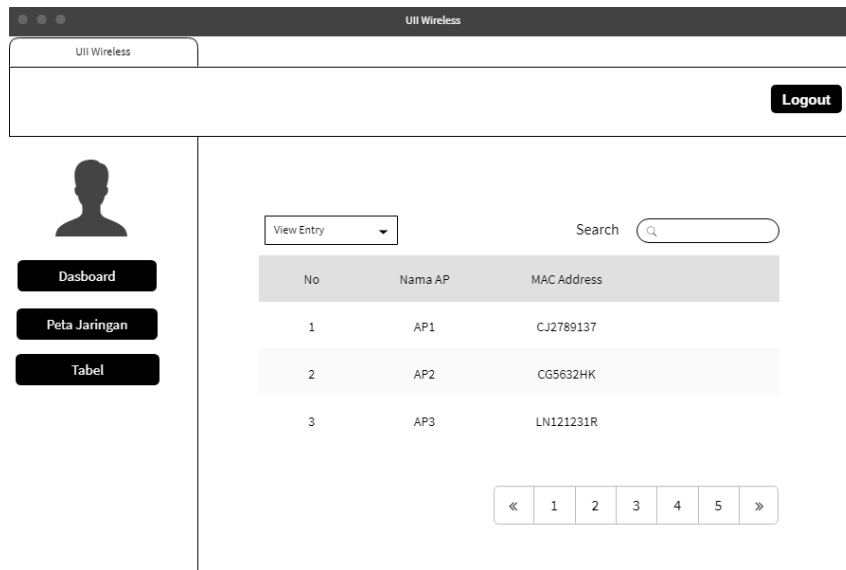 UII Wireless
UII Wireless
Logout
Dasboard
Peta Jaringan
Tabel
View Entry
Search
No Nama AP MAC Address
1 AP1 CJ2789137
2 AP2 CG5632HK
3 AP3 LN121231R
« 1 2 3 4 5 »